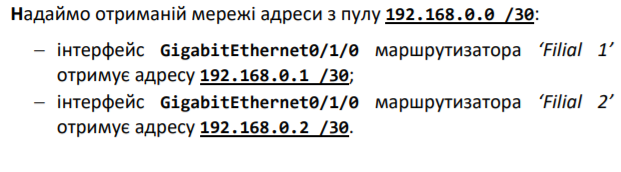 Надаймо отриманій мережі адреси з пулу 192.168.0.0 /30:
– інтерфейс GigabitEthernet0/1/0 маршрутизатора ‘Filial 1’
отримує адресу 192.168.0.1 /30;
– інтерфейс GigabitEthernet0/1/0 маршрутизатора ‘Filial 2’
отримує адресу 192.168.0.2 /30.